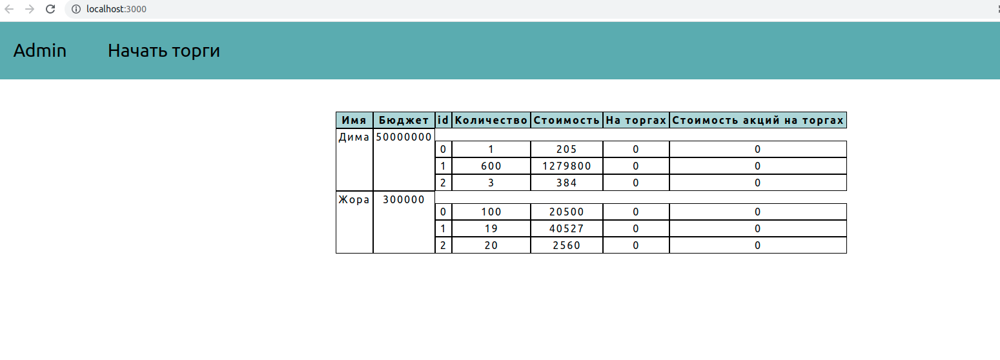 localhost:3000
Admin Начать торги
Имя Бюджет id Количество Стоимость На торгах Стоимость акций на торгах
Дима 50000000
0 1 205 0 0
1 600 1279800 0 0
2 3 384 0 0
Жора 300000
0 100 20500 0 0
1 19 40527 0 0
2 20 2560 0 0